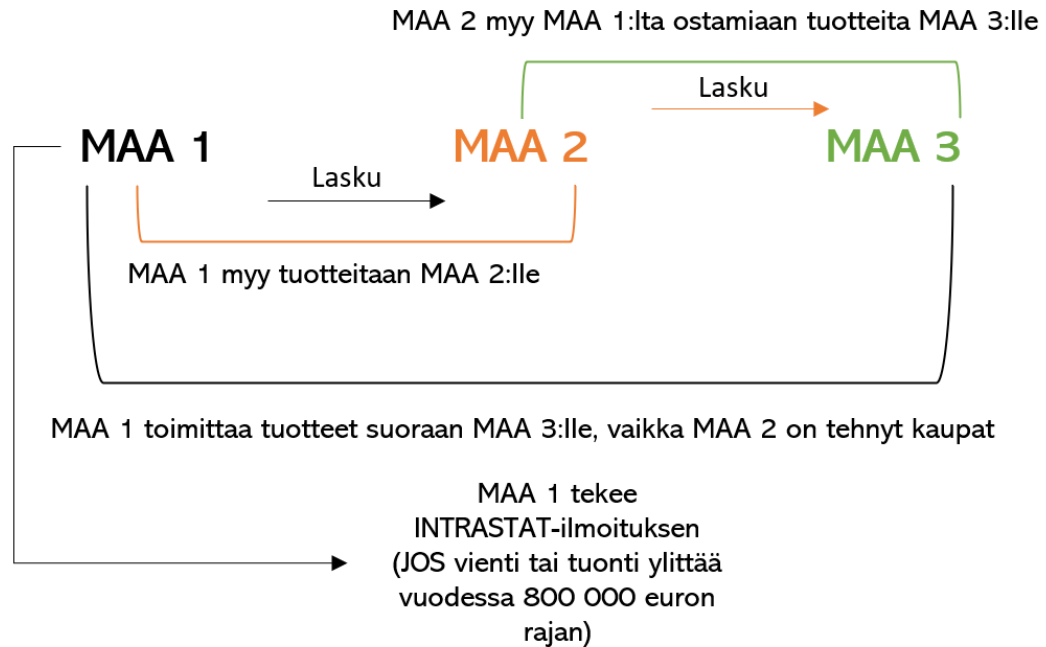 MAA 2 myy MAA 1:lta ostamiaan tuotteita MAA 3:lle
Lasku
MAA 1
MAA 2
MAA 3
Lasku
MAA 1 myy tuotteitaan MAA 2:lle
MAA 1 toimittaa tuotteet suoraan MAA 3:lle, vaikka MAA 2 on tehnyt kaupat
MAA 1 tekee
INTRASTAT-ilmoituksen
(JOS vienti tai tuonti ylittää
vuodessa 800 000 euron
rajan)